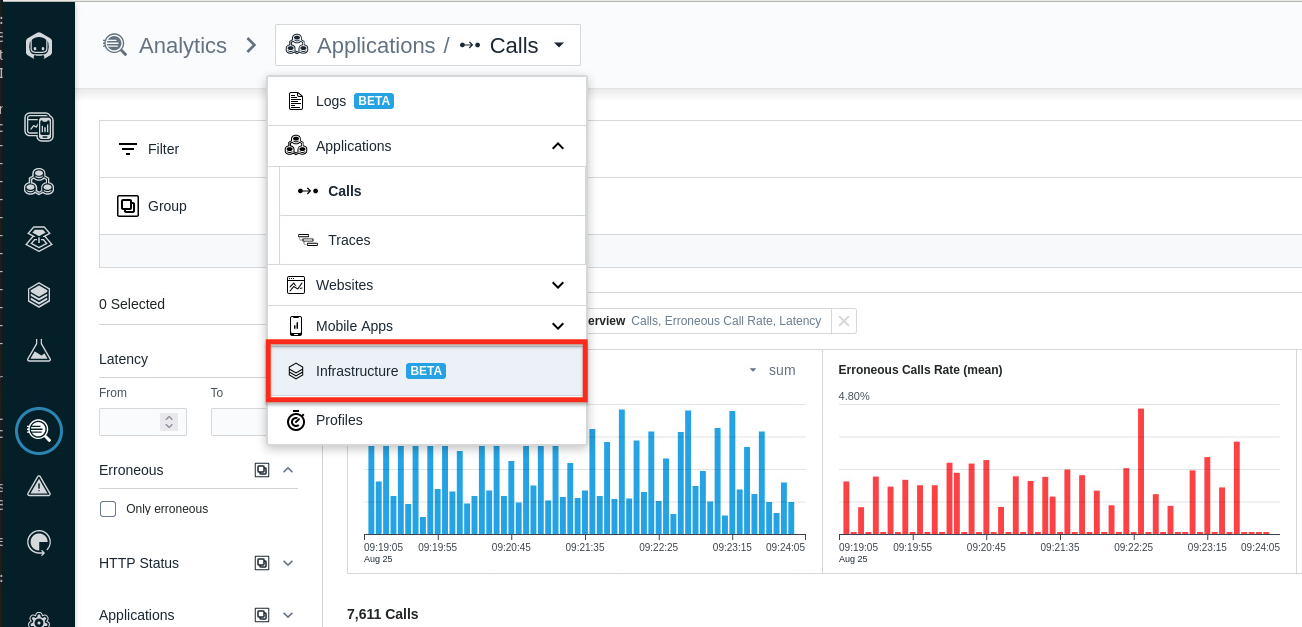 Analytics
Applications / Calls
Logs BETA
Applications
Calls
Traces
Websites
Mobile Apps
Infrastructure BETA
Profiles
Filter
Group
0 Selected
Latency
From To
Erroneous
Only erroneous
HTTP Status
Applications
erview Calls, Erroneous Call Rate, Latency
sum
09:19:05 09:19:55 09:20:45 09:21:35 09:22:25 09:23:15 09:24:05
Aug 25
Erroneous Calls Rate (mean)
4.80%
09:19:05 09:19:55 09:20:45 09:21:35 09:22:25 09:23:15 09:24:05
Aug 25
7,611 Calls